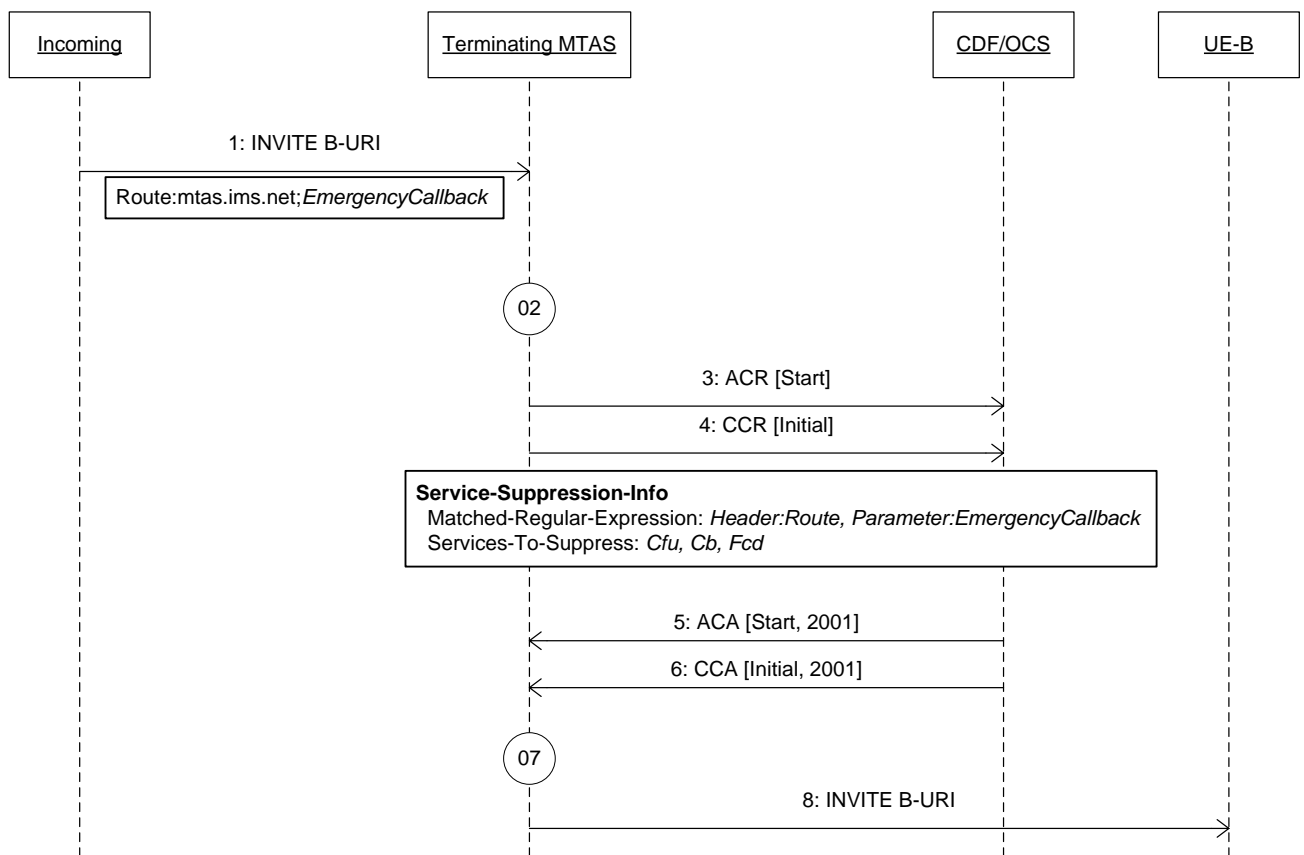 Incoming
Terminating MTAS
CDF/OCS
UE-B
1: INVITE B-URI
Route:mtas.ims.net;EmergencyCallback
02
3: ACR [Start]
4: CCR [Initial]
Service-Suppression-Info
Matched-Regular-Expression: Header:Route, Parameter:EmergencyCallback
Services-To-Suppress: Cfu, Cb, Fcd
5: ACA [Start, 2001]
6: CCA [Initial, 2001]
07
8: INVITE B-URI